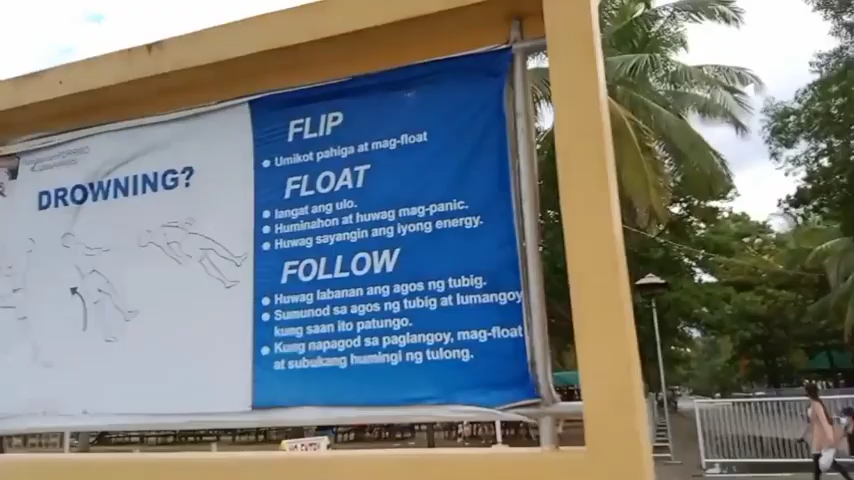 DROWNING?
FLIP
Umikot pahiga at mag-float
FLOAT
Iangat ang ulo.
Huminahon at huwag mag-panic.
Huwag sayangin ang iyong energy.
FOLLOW
Huwag labanan ang agos ng tubig.
Sumunod sa agos ng tubig at lumangoy
kung saan ito patungo.
Kung napagod sa paglangoy, mag-float
at subukang humingi ng tulong.
NO ENTRY